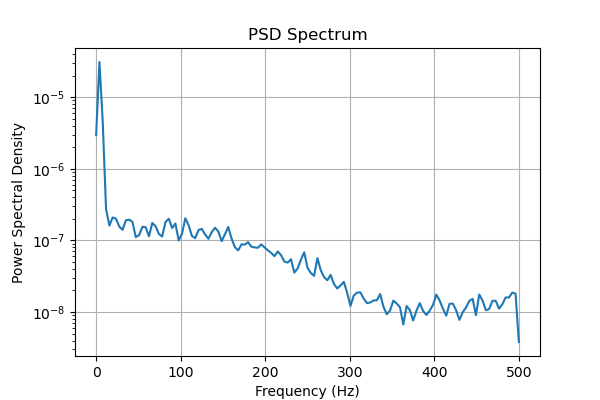 PSD Spectrum
Power Spectral Density
10⁻⁵
10⁻⁶
10⁻⁷
10⁻⁸
0 100 200 300 400 500
Frequency (Hz)